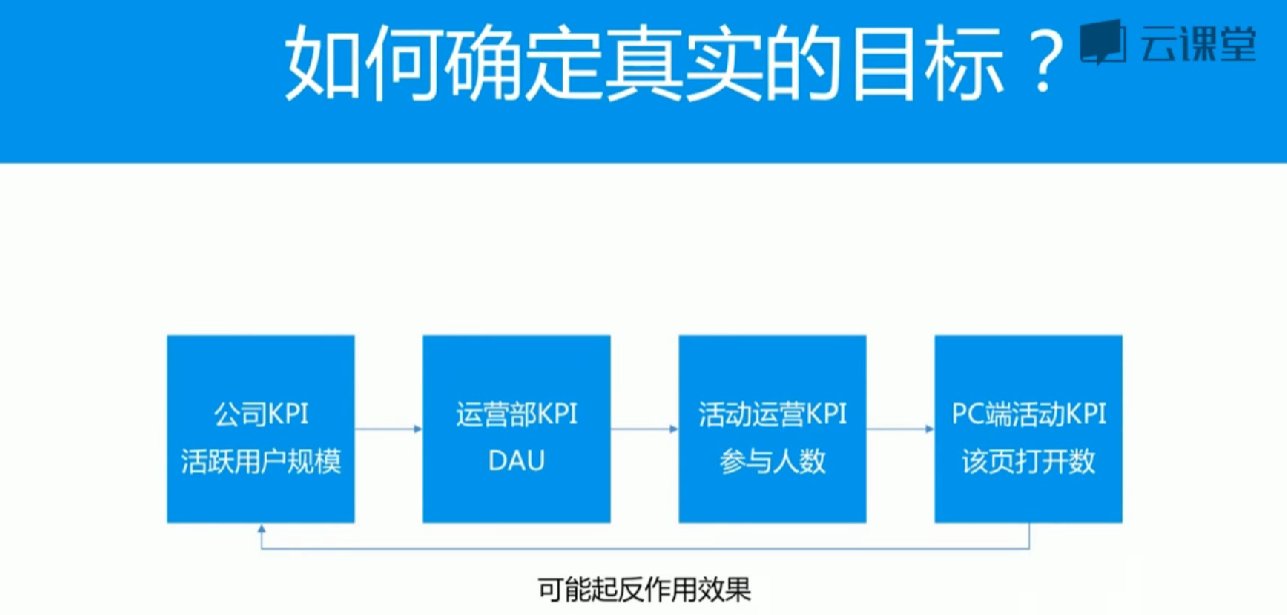 如何确定真实的目标？
云课堂
公司KPI
活跃用户规模
运营部KPI
DAU
活动运营KPI
参与人数
PC端活动KPI
该页打开数
可能起反作用效果